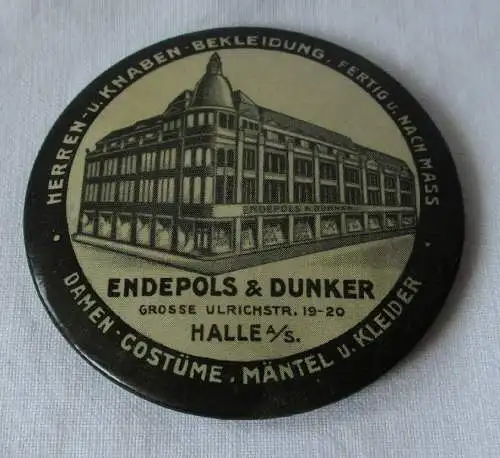 HERREN- U. KNABEN-BEKLEIDUNG, FERTIG U. NACH MASS
ENDEPOLS & DUNKER
ENDEPOLS & DUNKER
GROSSE ULRICHSTR. 19-20
HALLE A/S.
DAMEN-COSTÜME, MÄNTEL U. KLEIDER